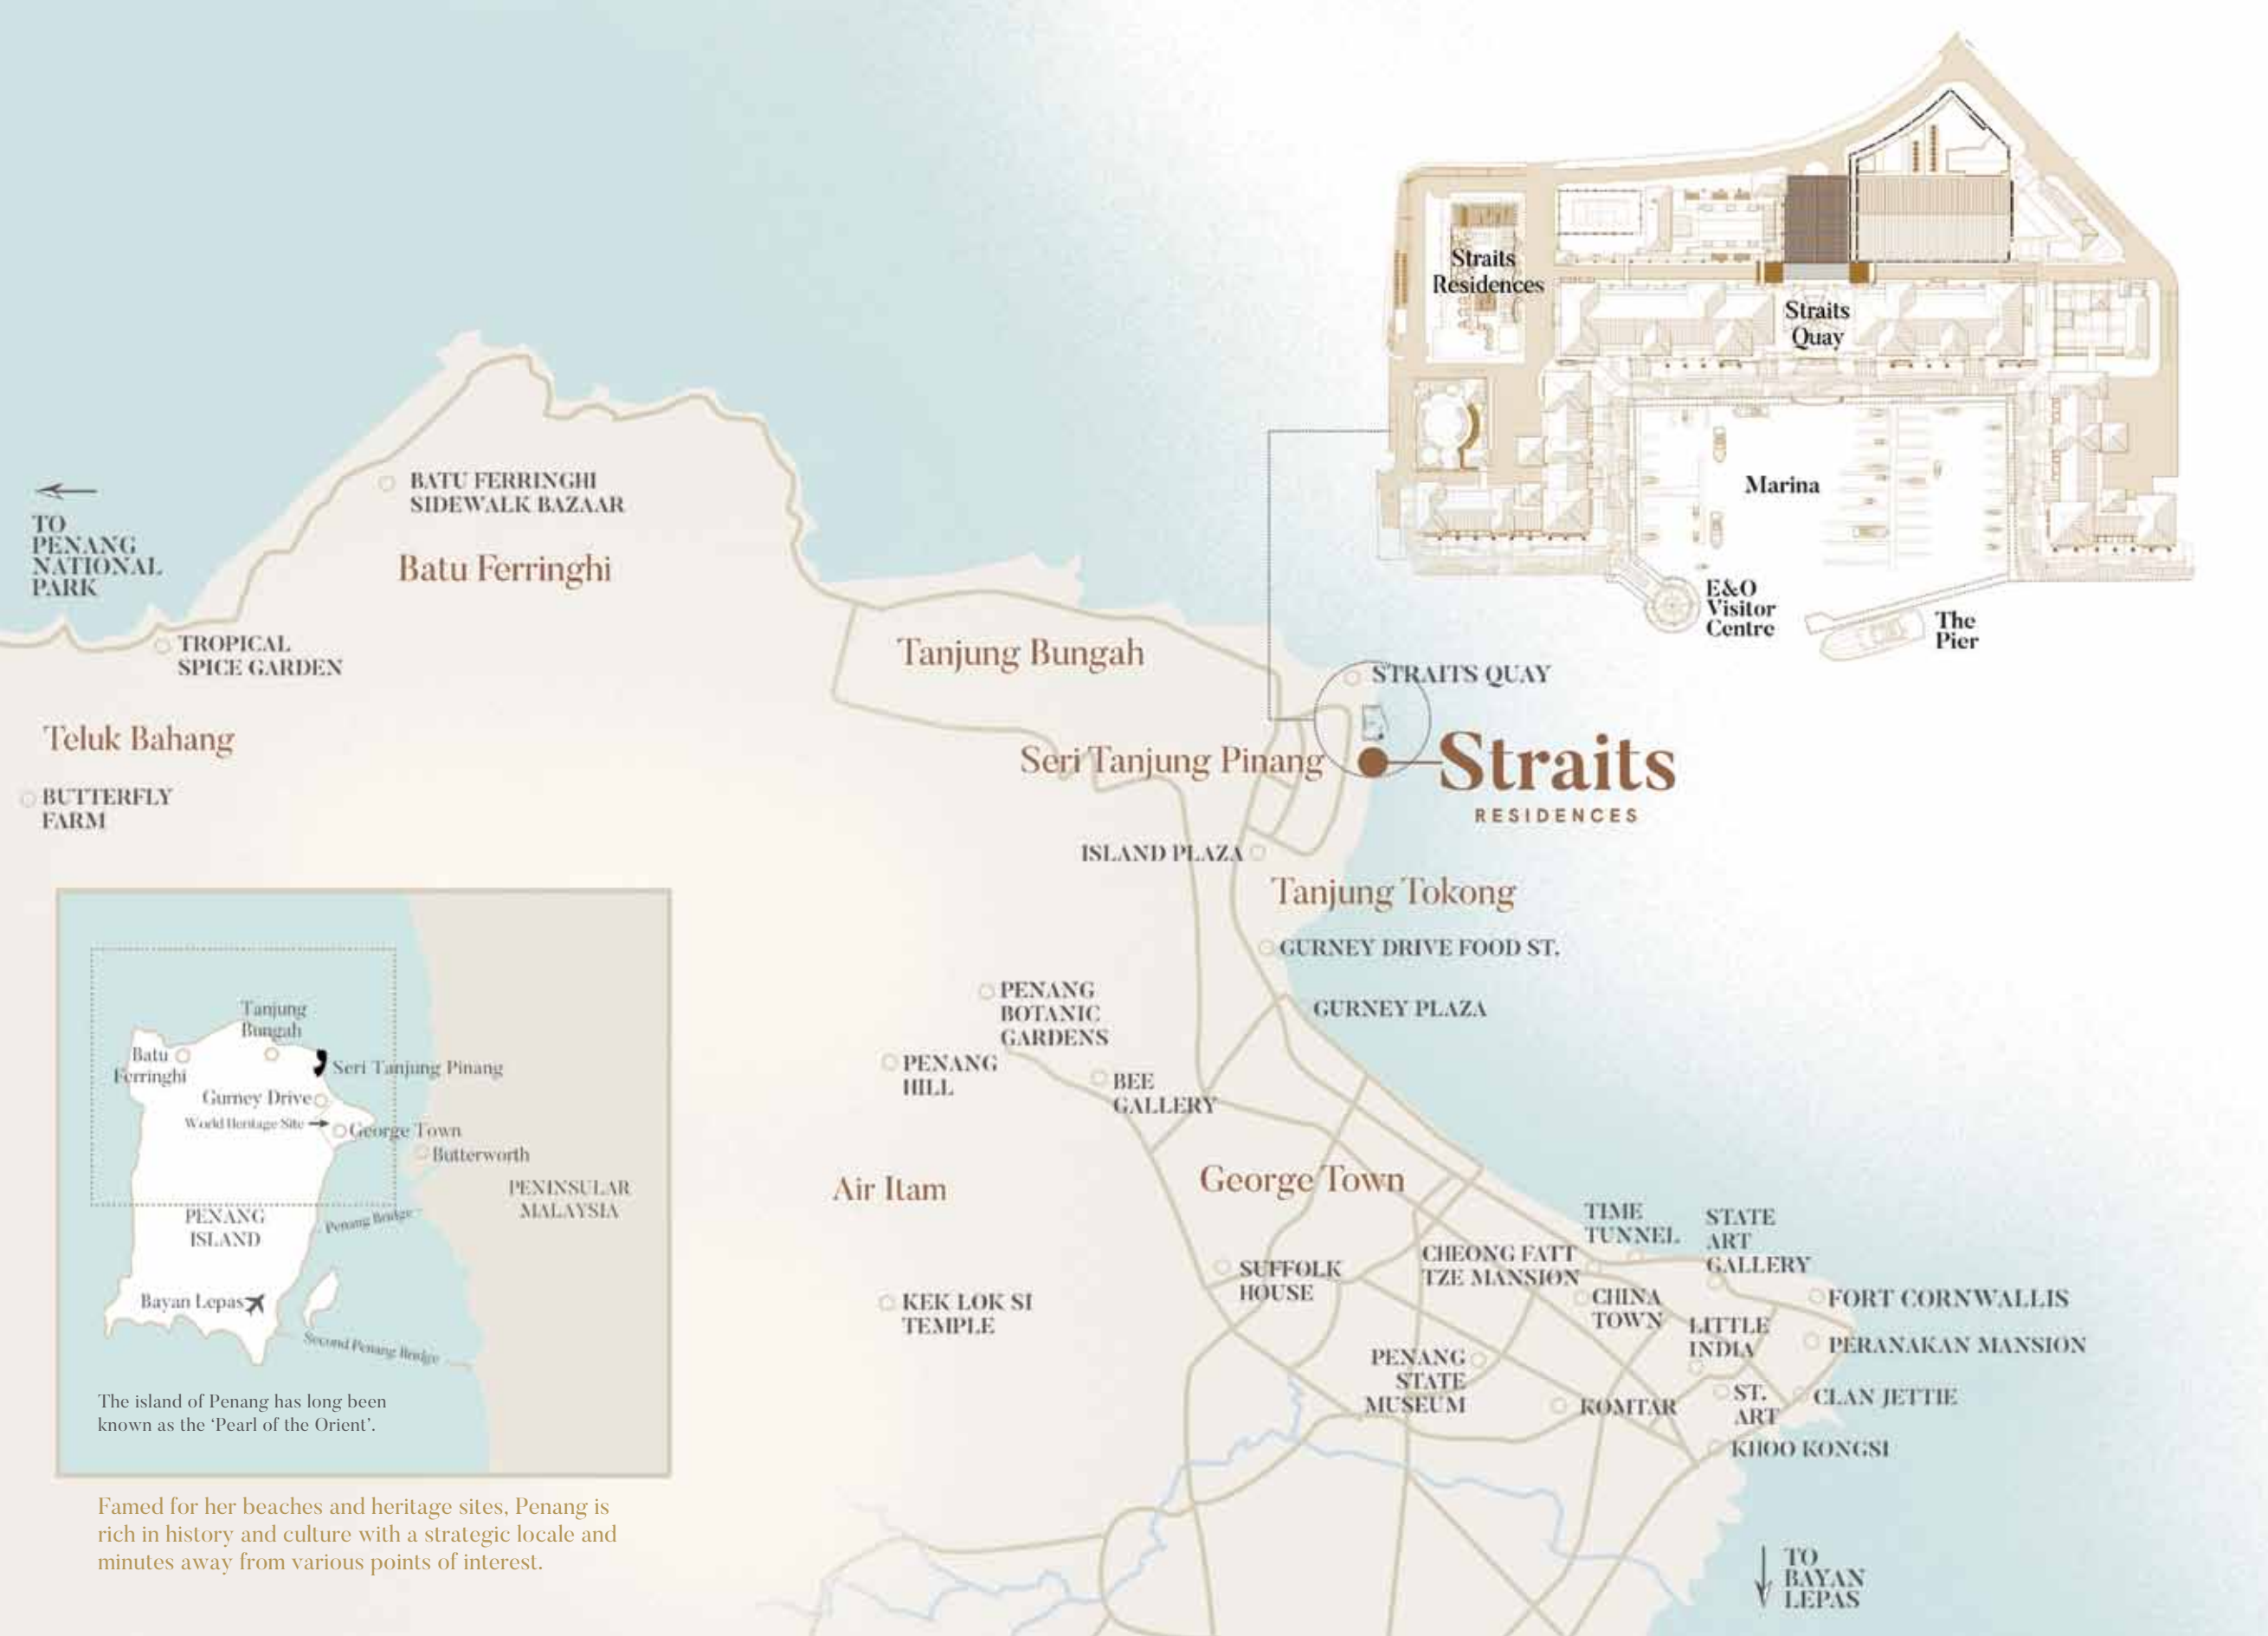 Straits
Residences
Straits
Quay
Marina
E&O
Visitor
Centre
The
Pier
TO
PENANG
NATIONAL
PARK
BATU FERRINGHI
SIDEWALK BAZAAR
Batu Ferringhi
TROPICAL
SPICE GARDEN
Teluk Bahang
BUTTERFLY
FARM
Tanjung Bungah
STRAITS QUAY
Seri Tanjung Pinang
Straits
RESIDENCES
ISLAND PLAZA
Tanjung Tokong
GURNEY DRIVE FOOD ST.
GURNEY PLAZA
PENANG
BOTANIC
GARDENS
PENANG
HILL
BEE
GALLERY
Air Itam
George Town
KEK LOK SI
TEMPLE
SUFFOLK
HOUSE
TIME
TUNNEL
STATE
ART
GALLERY
CHEONG FATT
TZE MANSION
CHINA
TOWN
FORT CORNWALLIS
LITTLE
INDIA
PERANAKAN MANSION
PENANG
STATE
MUSEUM
KOMTAR
ST.
ART
CLAN JETTIE
KHOO KONGSI
TO
BAYAN
LEPAS
Tanjung
Bungah
Batu
Ferringhi
Seri Tanjung Pinang
Gurney Drive
World Heritage Site
George Town
Butterworth
PENINSULAR
MALAYSIA
PENANG
ISLAND
Penang Bridge
Bayan Lepas
Second Penang Bridge
The island of Penang has long been
known as the ‘Pearl of the Orient’.
Famed for her beaches and heritage sites, Penang is
rich in history and culture with a strategic locale and
minutes away from various points of interest.